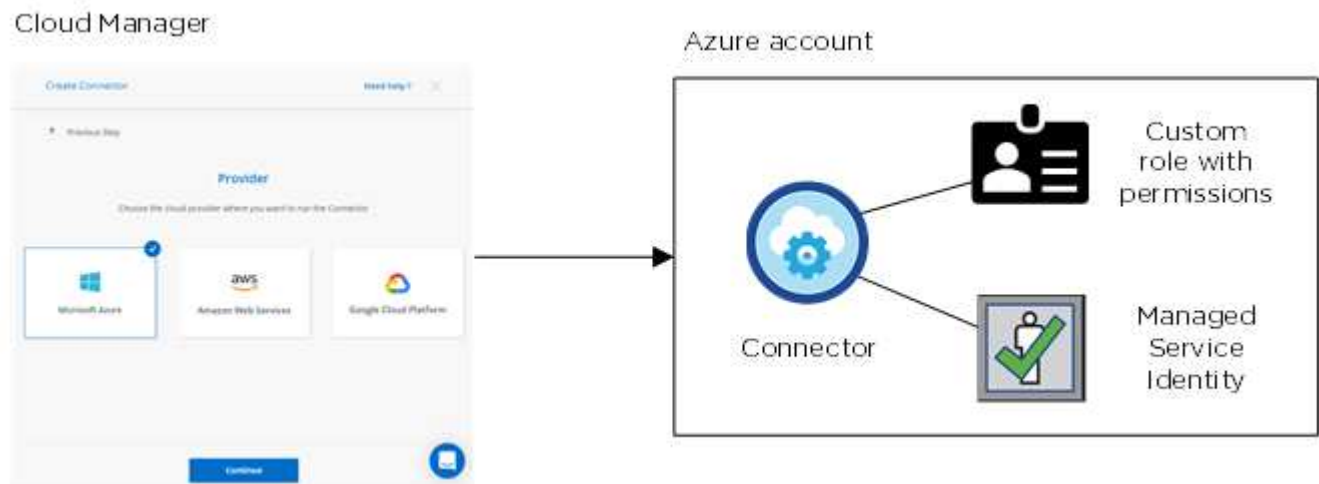 Cloud Manager
Create Connector
Need help?
Previous Step
Provider
Choose the cloud provider where you want to run the Connector
Microsoft Azure
aws
Amazon Web Services
Google Cloud Platform
Continue
Azure account
Custom
role with
permissions
Connector
Managed
Service
Identity